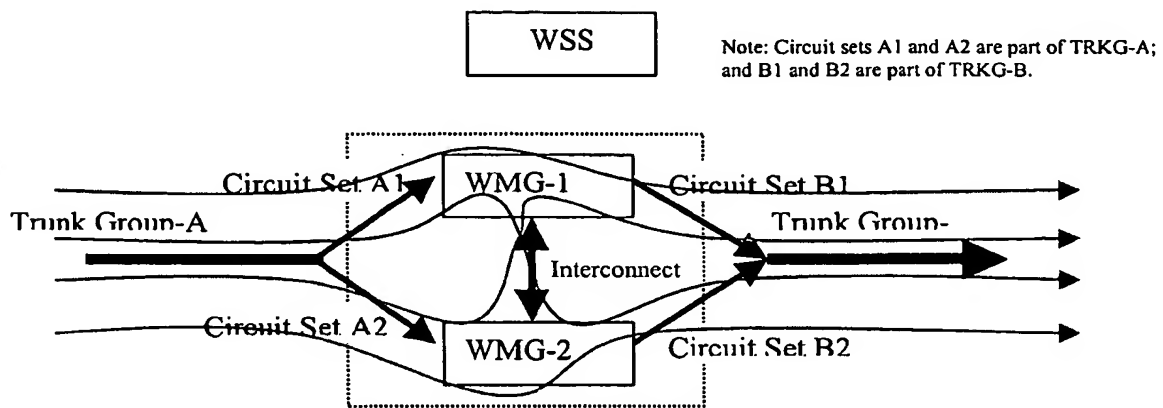 WSS
Note: Circuit sets A1 and A2 are part of TRKG-A;
and B1 and B2 are part of TRKG-B.
Circuit Set A1
WMG-1
Circuit Set B1
Trunk Group-A
Trunk Group-
Interconnect
Circuit Set A2
WMG-2
Circuit Set B2